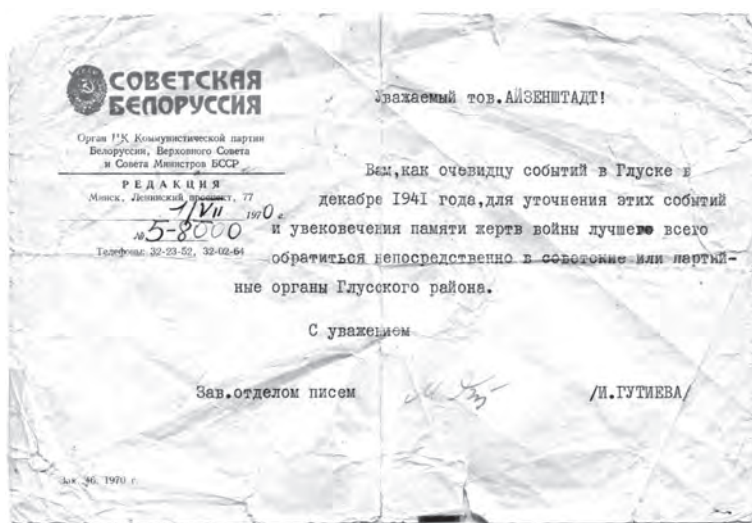 СОВЕТСКАЯ
БЕЛОРУССИЯ
Орган ЦК Коммунистической партии
Белоруссии, Верховного Совета
и Совета Министров БССР
РЕДАКЦИЯ
Минск, Ленинский проспект, 77
1/VII 1970 г.
№ 5-8000
Телефоны: 32-23-52, 32-02-64
Уважаемый тов.АЙЗЕНШТАДТ!
Вам,как очевидцу событий в Глуске в
декабре 1941 года,для уточнения этих событий
и увековечения памяти жертв войны лучшего всего
обратиться непосредственно в советские или партий-
ные органы Глусского района.
С уважением
Зав.отделом писем /И.ГУТИЕВА/
Зак. 36. 1970 г.